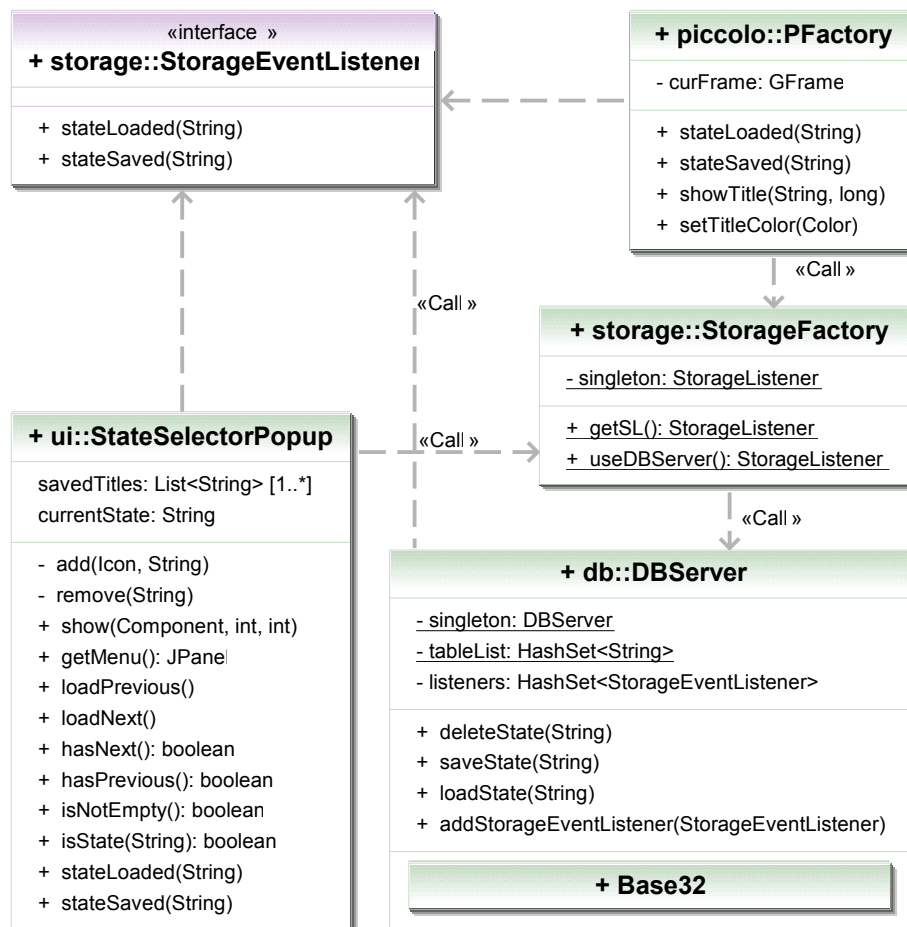 «interface »
+ storage::StorageEventListener
+ stateLoaded(String)
+ stateSaved(String)
+ piccolo::PFactory
- curFrame: GFrame
+ stateLoaded(String)
+ stateSaved(String)
+ showTitle(String, long)
+ setTitleColor(Color)
«Call »
«Call »
+ storage::StorageFactory
- singleton: StorageListener
+ getSL(): StorageListener
+ useDBServer(): StorageListener
«Call »
«Call »
+ ui::StateSelectorPopup
savedTitles: List<String> [1..*]
currentState: String
- add(Icon, String)
- remove(String)
+ show(Component, int, int)
+ getMenu(): JPanel
+ loadPrevious()
+ loadNext()
+ hasNext(): boolean
+ hasPrevious(): boolean
+ isNotEmpty(): boolean
+ isState(String): boolean
+ stateLoaded(String)
+ stateSaved(String)
+ db::DBServer
- singleton: DBServer
- tableList: HashSet<String>
- listeners: HashSet<StorageEventListener>
+ deleteState(String)
+ saveState(String)
+ loadState(String)
+ addStorageEventListener(StorageEventListener)
+ Base32